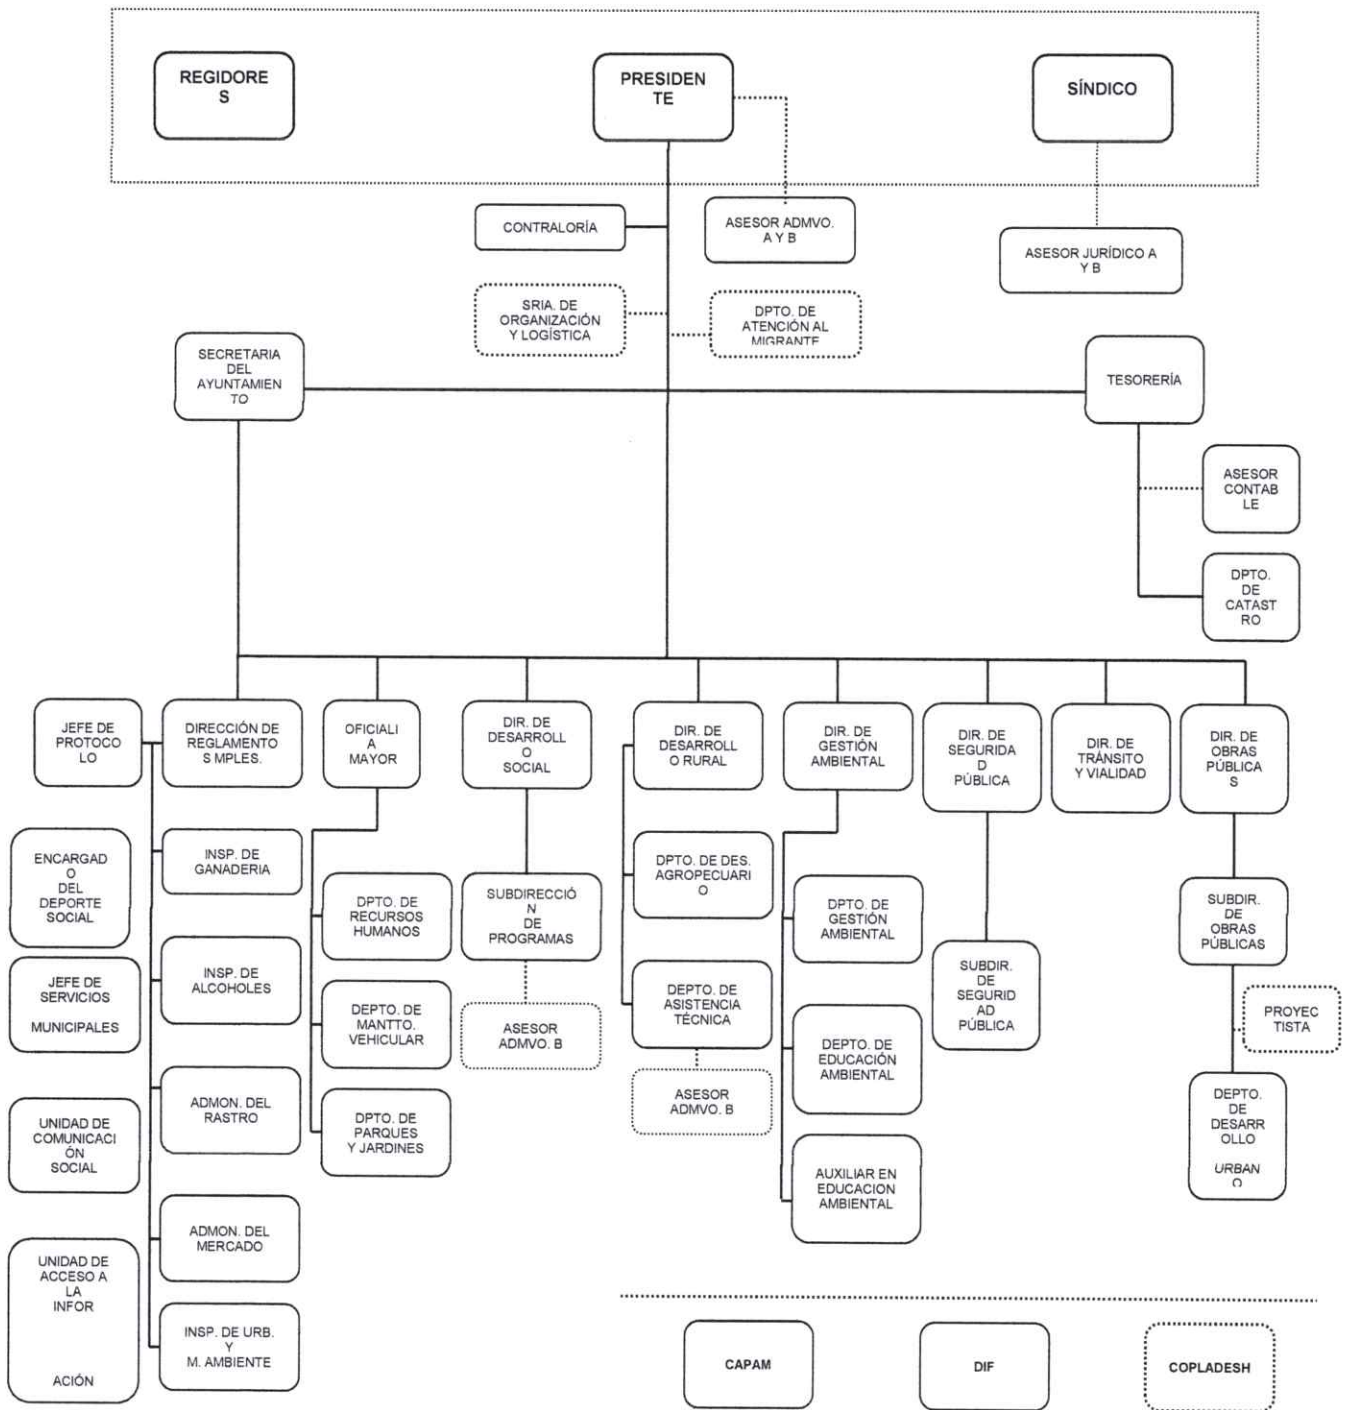 REGIDORE
S
PRESIDEN
TE
SÍNDICO
CONTRALORÍA
ASESOR ADMVO.
A Y B
ASESOR JURÍDICO A
Y B
SRIA. DE
ORGANIZACIÓN
Y LOGÍSTICA
DPTO. DE
ATENCIÓN AL
MIGRANTE
SECRETARIA
DEL
AYUNTAMIEN
TO
TESORERÍA
ASESOR
CONTAB
LE
DPTO.
DE
CATAST
RO
JEFE DE
PROTOCO
LO
DIRECCIÓN DE
REGLAMENTO
S MPLES.
OFICIALI
A
MAYOR
DIR. DE
DESARROLL
O
SOCIAL
DIR. DE
DESARROLL
O RURAL
DIR. DE
GESTIÓN
AMBIENTAL
DIR. DE
SEGURIDA
D
PÚBLICA
DIR. DE
TRÁNSITO
Y VIALIDAD
DIR. DE
OBRAS
PÚBLICA
S
ENCARGAD
O
DEL
DEPORTE
SOCIAL
INSP. DE
GANADERIA
DPTO. DE
RECURSOS
HUMANOS
SUBDIRECCIÓ
N
DE
PROGRAMAS
DPTO. DE DES.
AGROPECUARI
O
DPTO. DE
GESTIÓN
AMBIENTAL
SUBDIR.
DE
SEGURID
AD
PÚBLICA
SUBDIR.
DE
OBRAS
PÚBLICAS
JEFE DE
SERVICIOS
MUNICIPALES
INSP. DE
ALCOHOLES
DEPTO. DE
MANTTO.
VEHICULAR
ASESOR
ADMVO. B
DEPTO. DE
ASISTENCIA
TÉCNICA
DEPTO. DE
EDUCACIÓN
AMBIENTAL
PROYEC
TISTA
UNIDAD DE
COMUNICACI
ÓN
SOCIAL
ADMON. DEL
RASTRO
DPTO. DE
PARQUES
Y JARDINES
ASESOR
ADMVO. B
AUXILIAR EN
EDUCACION
AMBIENTAL
DEPTO.
DE
DESARR
OLLO
URBAN
O
UNIDAD DE
ACCESO A
LA
INFOR
ACIÓN
ADMON. DEL
MERCADO
INSP. DE URB.
Y
M. AMBIENTE
CAPAM
DIF
COPLADESH